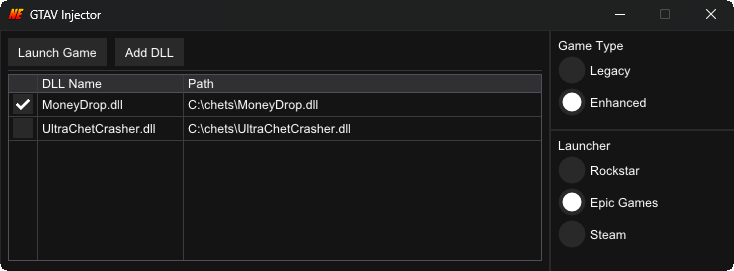 NE GTAV Injector
Launch Game Add DLL
DLL Name Path
MoneyDrop.dll C:\chets\MoneyDrop.dll
UltraChetCrasher.dll C:\chets\UltraChetCrasher.dll
Game Type
Legacy
Enhanced
Launcher
Rockstar
Epic Games
Steam